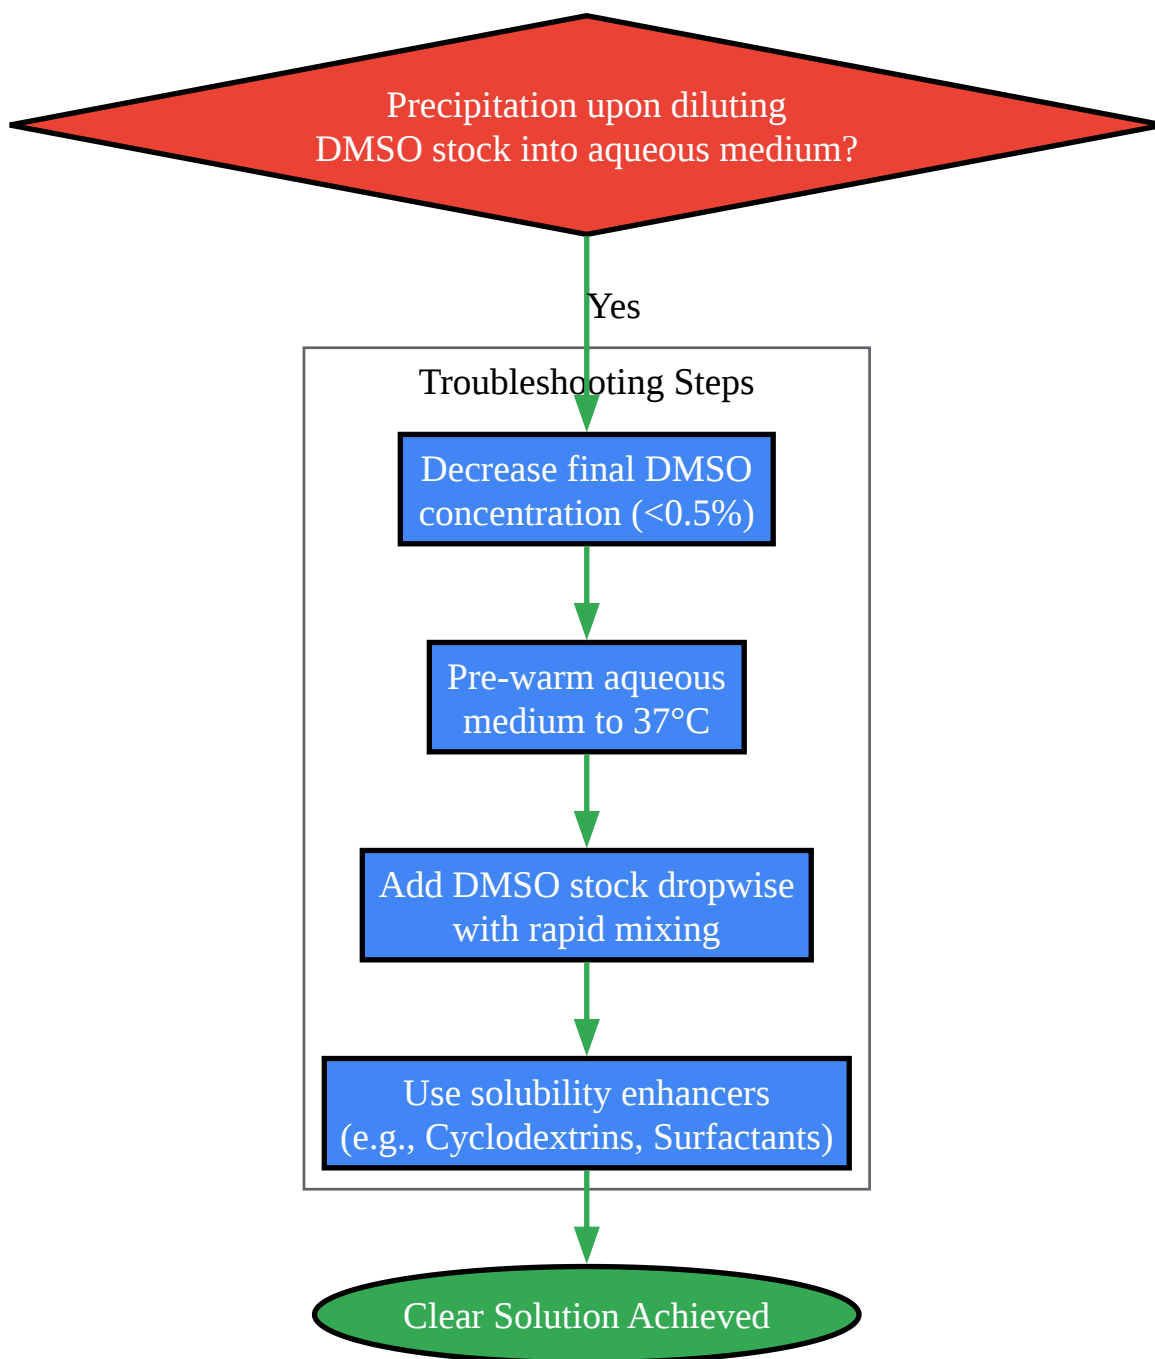 Precipitation upon diluting
DMSO stock into aqueous medium?
Yes
Troubleshooting Steps
Decrease final DMSO
concentration (<0.5%)
Pre-warm aqueous
medium to 37°C
Add DMSO stock dropwise
with rapid mixing
Use solubility enhancers
(e.g., Cyclodextrins, Surfactants)
Clear Solution Achieved